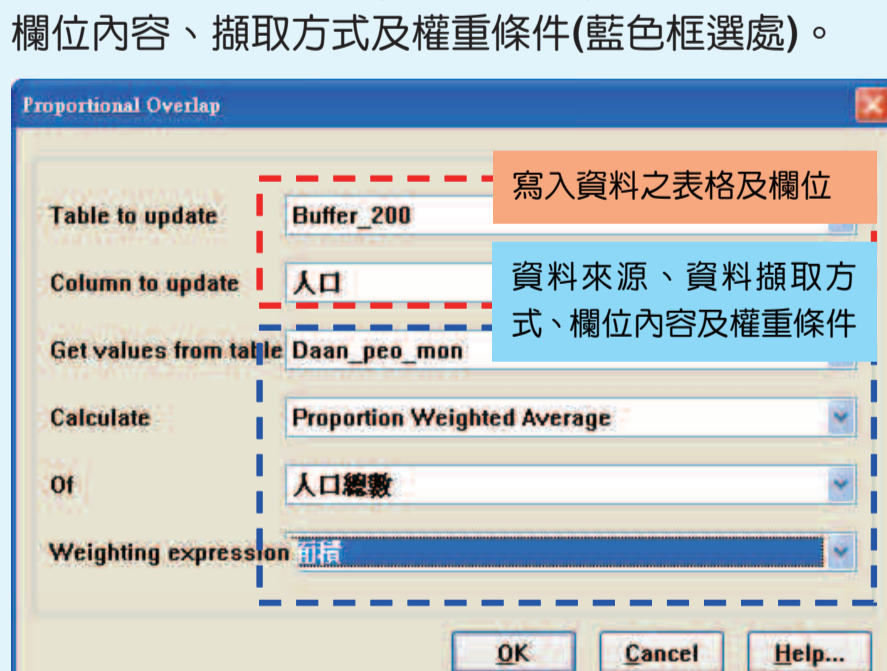 欄位內容、擷取方式及權重條件(藍色框選處)。
Proportional Overlap
寫入資料之表格及欄位
Table to update Buffer_200
Column to update 人口
資料來源、資料擷取方
式、欄位內容及權重條件
Get values from table Daan_peo_mon
Calculate Proportion Weighted Average
Of 人口總數
Weighting expression 面積
OK Cancel Help...